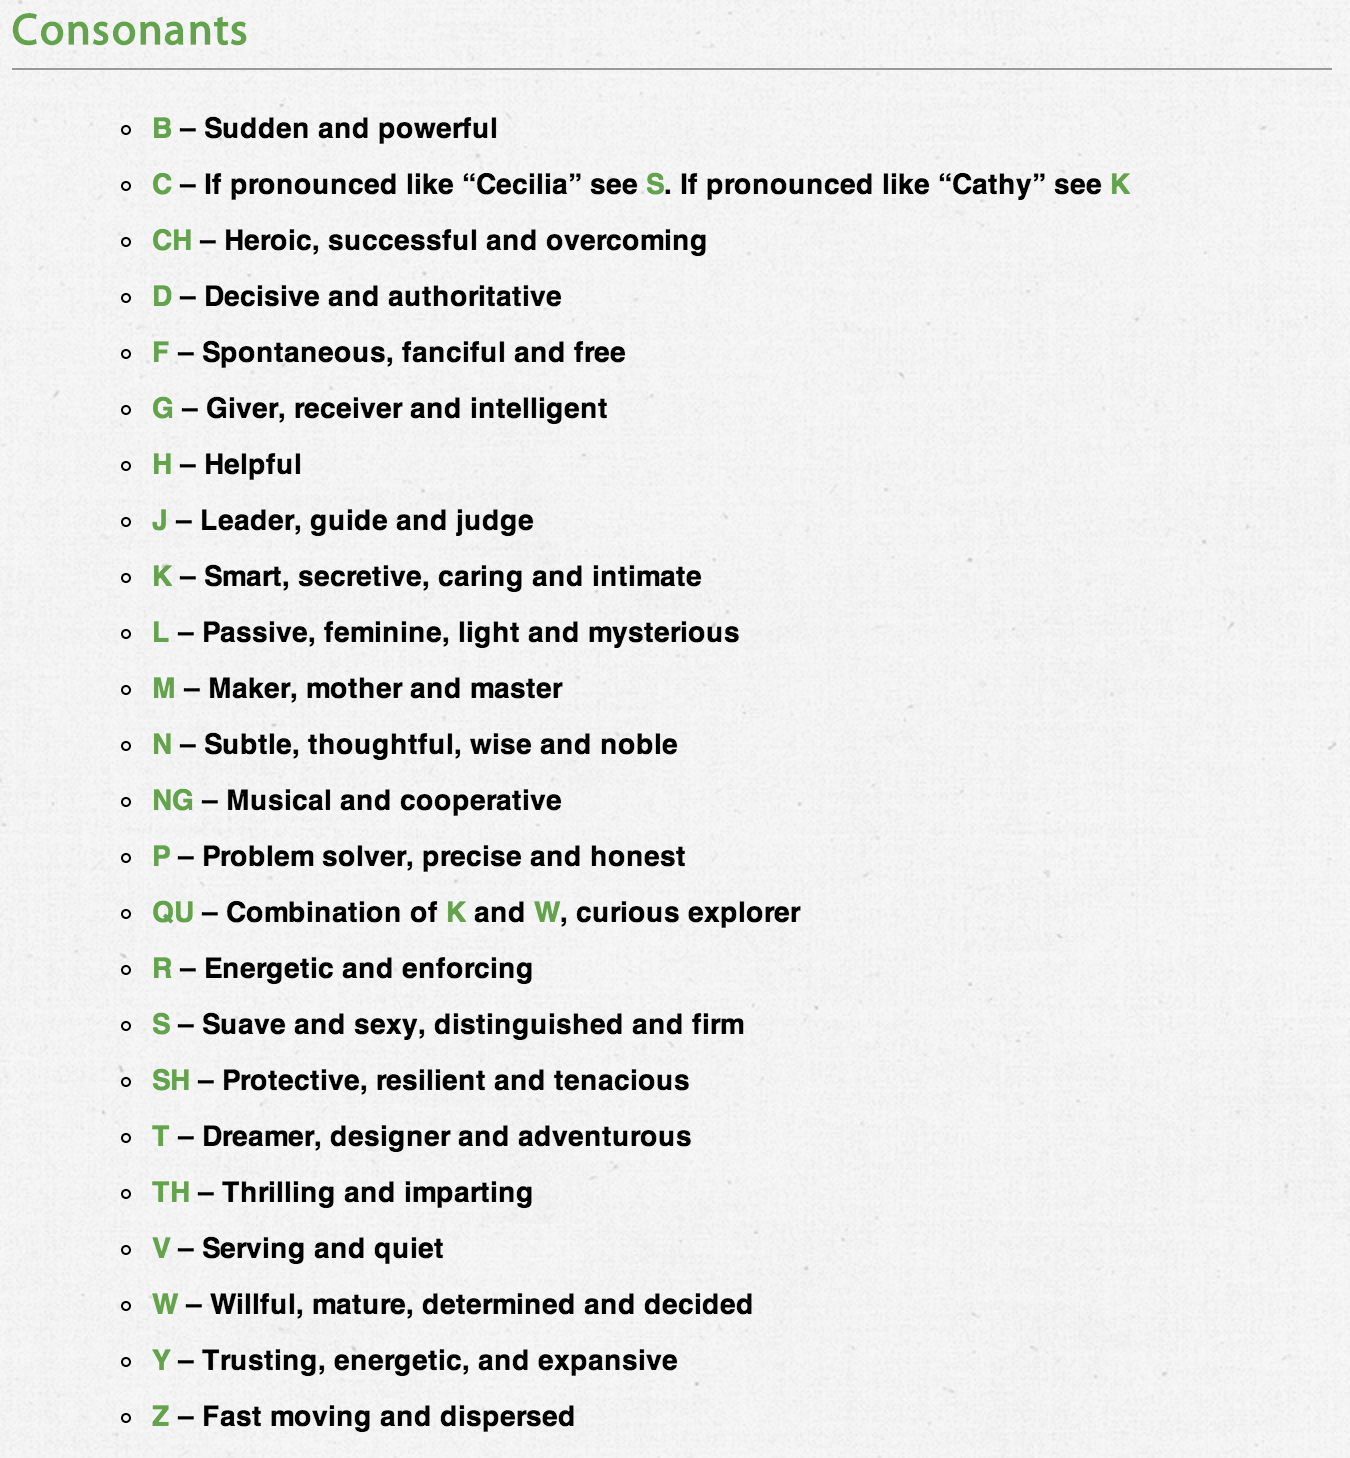 Consonants
B – Sudden and powerful
C – If pronounced like “Cecilia” see S. If pronounced like “Cathy” see K
CH – Heroic, successful and overcoming
D – Decisive and authoritative
F – Spontaneous, fanciful and free
G – Giver, receiver and intelligent
H – Helpful
J – Leader, guide and judge
K – Smart, secretive, caring and intimate
L – Passive, feminine, light and mysterious
M – Maker, mother and master
N – Subtle, thoughtful, wise and noble
NG – Musical and cooperative
P – Problem solver, precise and honest
QU – Combination of K and W, curious explorer
R – Energetic and enforcing
S – Suave and sexy, distinguished and firm
SH – Protective, resilient and tenacious
T – Dreamer, designer and adventurous
TH – Thrilling and imparting
V – Serving and quiet
W – Willful, mature, determined and decided
Y – Trusting, energetic, and expansive
Z – Fast moving and dispersed